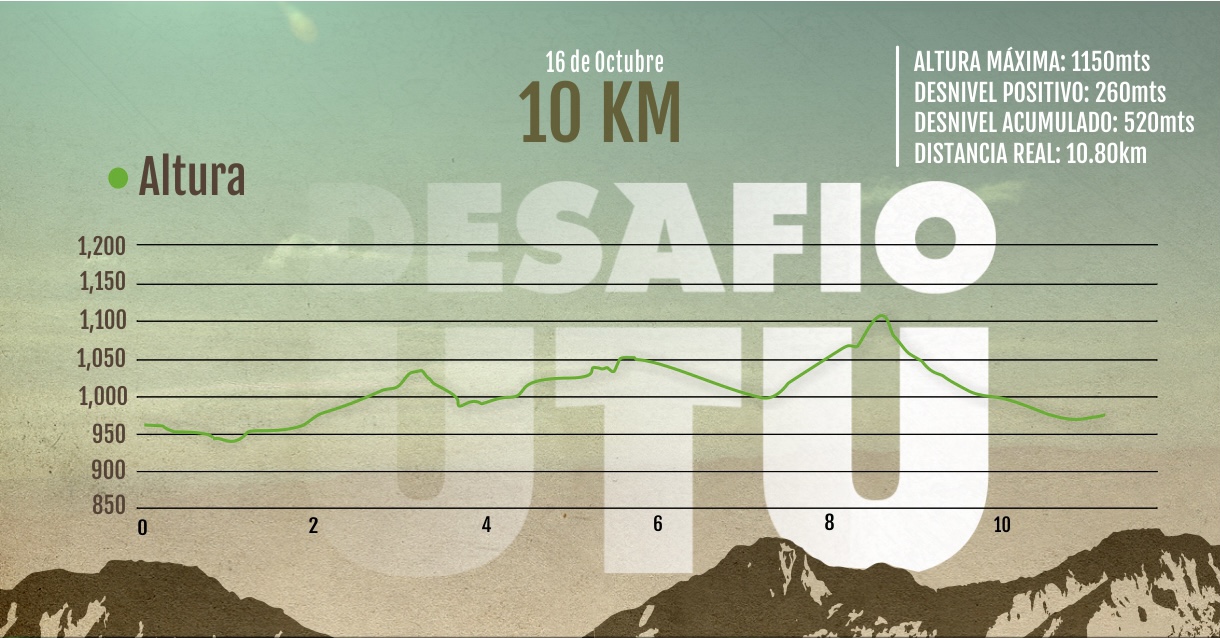 16 de Octubre
10 KM
ALTURA MÁXIMA: 1150mts
DESNIVEL POSITIVO: 260mts
DESNIVEL ACUMULADO: 520mts
DISTANCIA REAL: 10.80km
Altura
DESAFIO
UTU
1,200
1,150
1,100
1,050
1,000
950
900
850
0 2 4 6 8 10